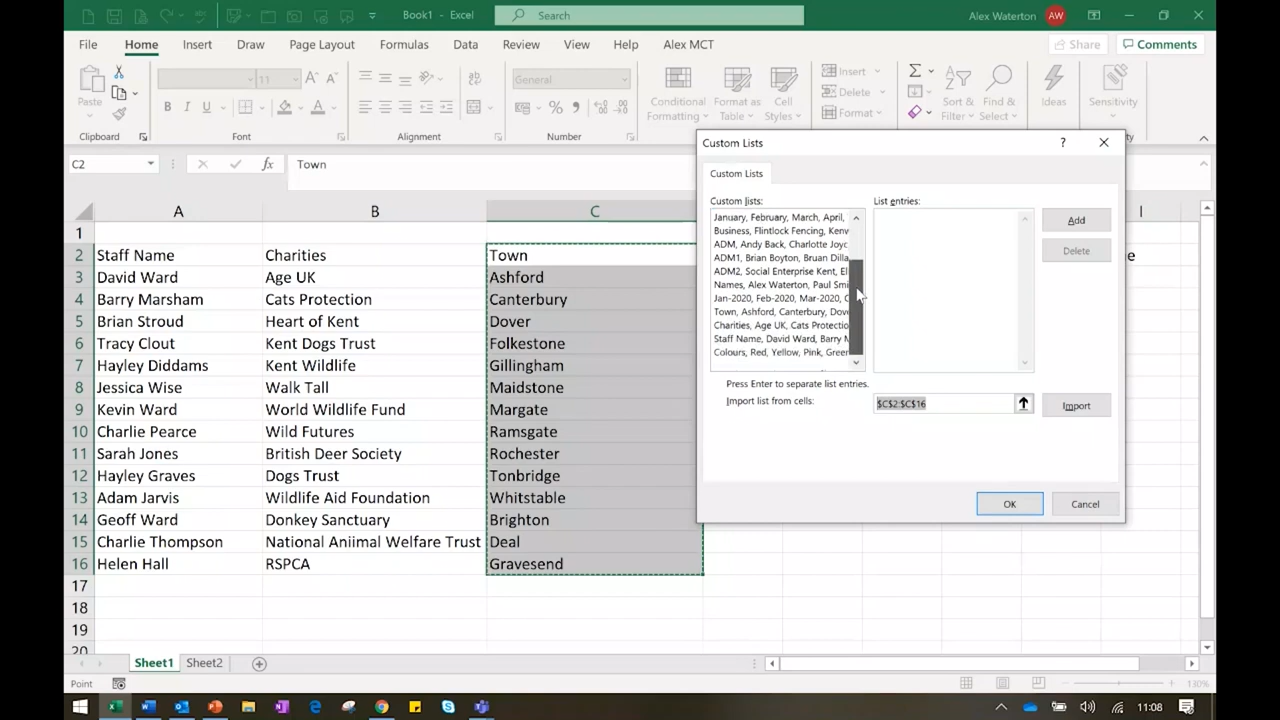 Book1 - Excel
Search
Alex Waterton AW
File Home Insert Draw Page Layout Formulas Data Review View Help Alex MCT
Share Comments
Paste
11
B I U
General
Conditional Formatting
Format as Table
Cell Styles
Insert
Delete
Format
Sort & Filter
Find & Select
Ideas
Sensitivity
Clipboard Font Alignment Number
C2
fx
Town
Custom Lists
Custom Lists
Custom lists:
January, February, March, April,
Business, Flintlock Fencing, Kenw
ADM, Andy Back, Charlotte Joyc
ADM1, Brian Boyton, Bruan Dilla
ADM2, Social Enterprise Kent, El
Names, Alex Waterton, Paul Smi
Jan-2020, Feb-2020, Mar-2020,
Town, Ashford, Canterbury, Dov
Charities, Age UK, Cats Protectio
Staff Name, David Ward, Barry M
Colours, Red, Yellow, Pink, Green
List entries:
Add
Delete
Press Enter to separate list entries.
Import list from cells:
$C$2:$C$16
Import
OK
Cancel
A B C I
1
2 Staff Name Charities Town
3 David Ward Age UK Ashford
4 Barry Marsham Cats Protection Canterbury
5 Brian Stroud Heart of Kent Dover
6 Tracy Clout Kent Dogs Trust Folkestone
7 Hayley Diddams Kent Wildlife Gillingham
8 Jessica Wise Walk Tall Maidstone
9 Kevin Ward World Wildlife Fund Margate
10 Charlie Pearce Wild Futures Ramsgate
11 Sarah Jones British Deer Society Rochester
12 Hayley Graves Dogs Trust Tonbridge
13 Adam Jarvis Wildlife Aid Foundation Whitstable
14 Geoff Ward Donkey Sanctuary Brighton
15 Charlie Thompson National Aniimal Welfare Trust Deal
16 Helen Hall RSPCA Gravesend
17
18
19
20
Sheet1 Sheet2
Point
130%
11:08